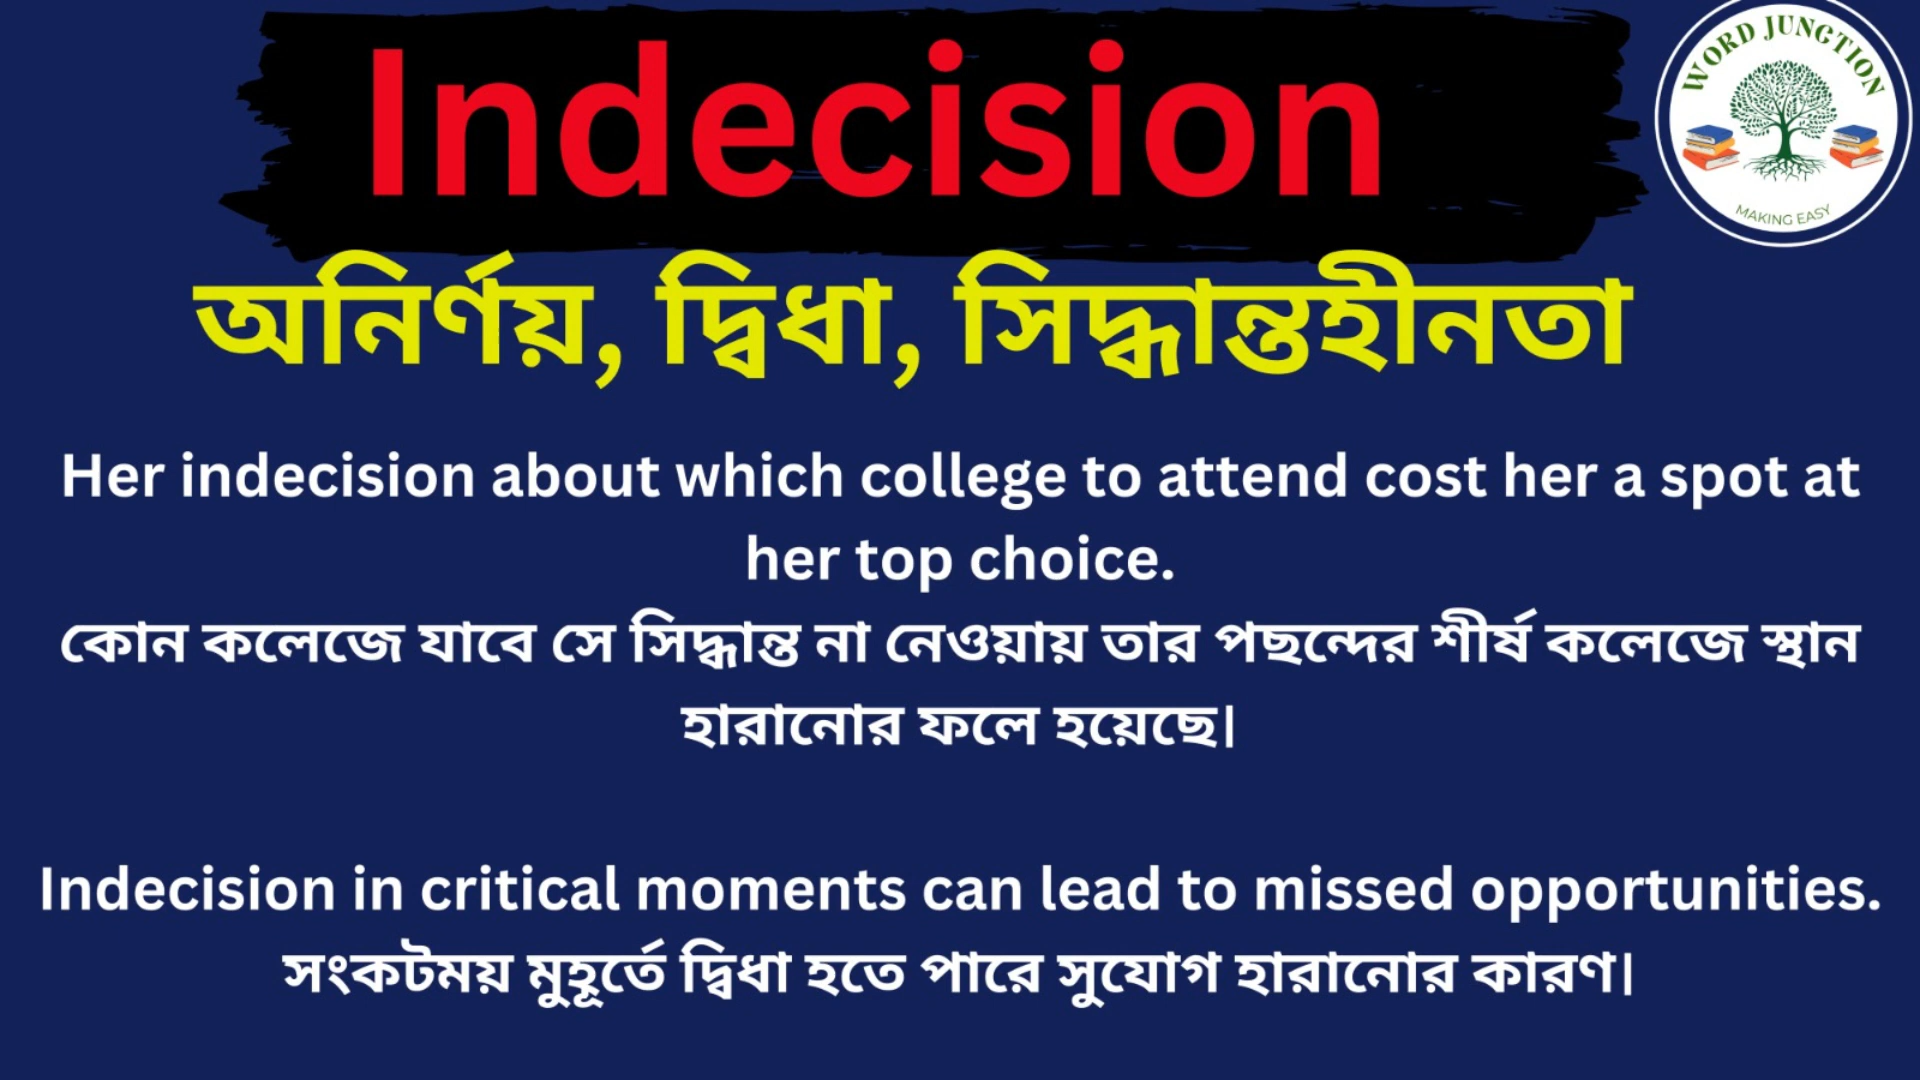 Indecision
WORD JUNCTION
MAKING EASY
অনির্ণয়, দ্বিধা, সিদ্ধান্তহীনতা
Her indecision about which college to attend cost her a spot at
her top choice.
কোন কলেজে যাবে সে সিদ্ধান্ত না নেওয়ায় তার পছন্দের শীর্ষ কলেজে স্থান
হারানোর ফলে হয়েছে।
Indecision in critical moments can lead to missed opportunities.
সংকটময় মুহূর্তে দ্বিধা হতে পারে সুযোগ হারানোর কারণ।